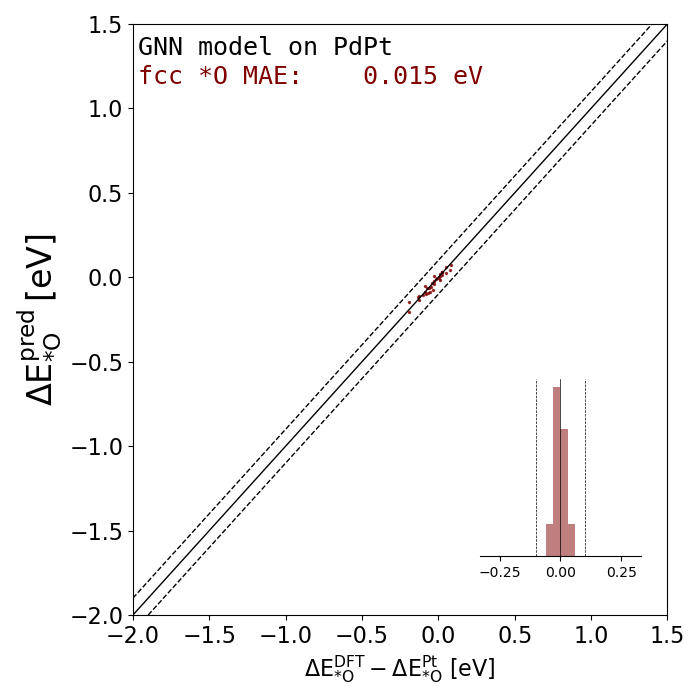 GNN model on PdPt
fcc *O MAE:    0.015 eV
1.5
1.0
0.5
0.0
−0.5
−1.0
−1.5
−2.0
ΔE*O^pred [eV]
−0.25 0.00 0.25
−2.0 −1.5 −1.0 −0.5 0.0 0.5 1.0 1.5
ΔE*O^DFT − ΔE*O^Pt [eV]